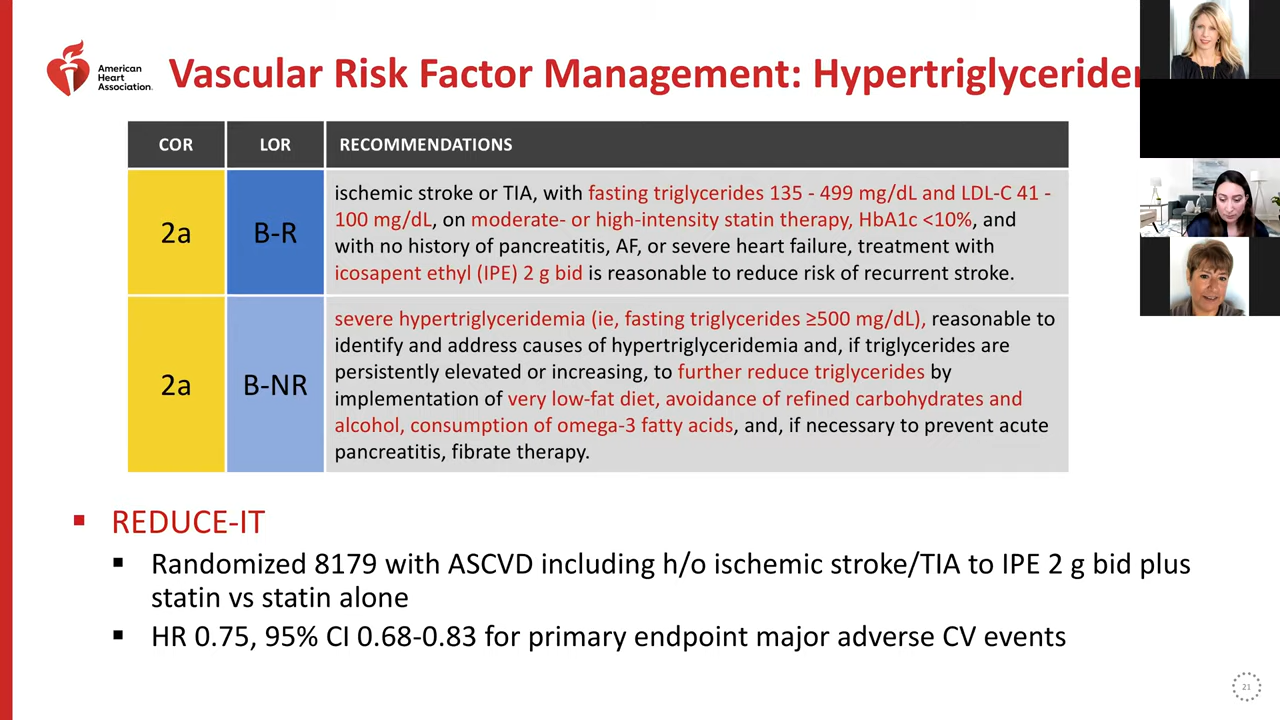 American
Heart
Association.
Vascular Risk Factor Management: Hypertriglyceride
COR LOR RECOMMENDATIONS
2a
B-R
ischemic stroke or TIA, with fasting triglycerides 135 - 499 mg/dL and LDL-C 41 -
100 mg/dL, on moderate- or high-intensity statin therapy, HbA1c <10%, and
with no history of pancreatitis, AF, or severe heart failure, treatment with
icosapent ethyl (IPE) 2 g bid is reasonable to reduce risk of recurrent stroke.
2a
B-NR
severe hypertriglyceridemia (ie, fasting triglycerides ≥500 mg/dL), reasonable to
identify and address causes of hypertriglyceridemia and, if triglycerides are
persistently elevated or increasing, to further reduce triglycerides by
implementation of very low-fat diet, avoidance of refined carbohydrates and
alcohol, consumption of omega-3 fatty acids, and, if necessary to prevent acute
pancreatitis, fibrate therapy.
▪ REDUCE-IT
▪ Randomized 8179 with ASCVD including h/o ischemic stroke/TIA to IPE 2 g bid plus
statin vs statin alone
▪ HR 0.75, 95% CI 0.68-0.83 for primary endpoint major adverse CV events
21